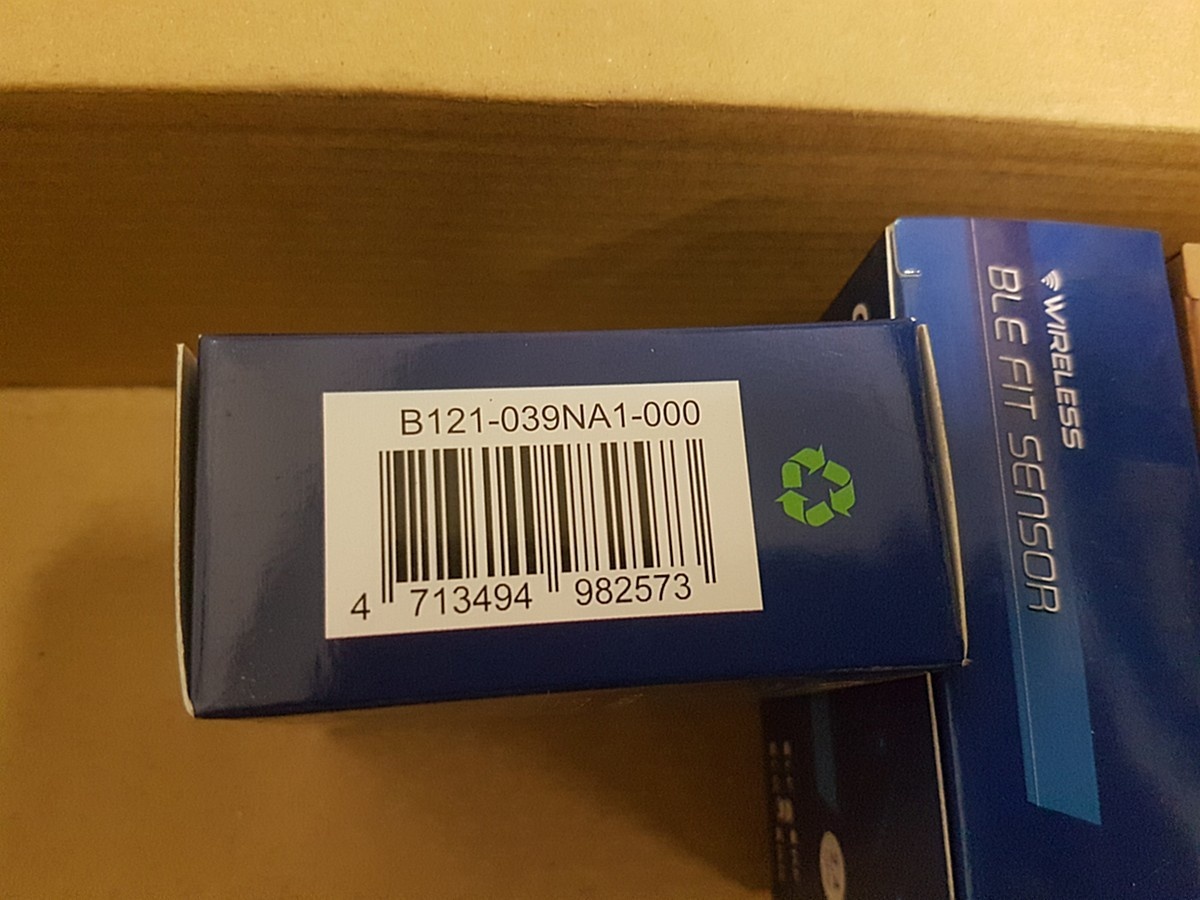 B121-039NA1-000
4 713494 982573
WIRELESS
BLE FIT SENSOR